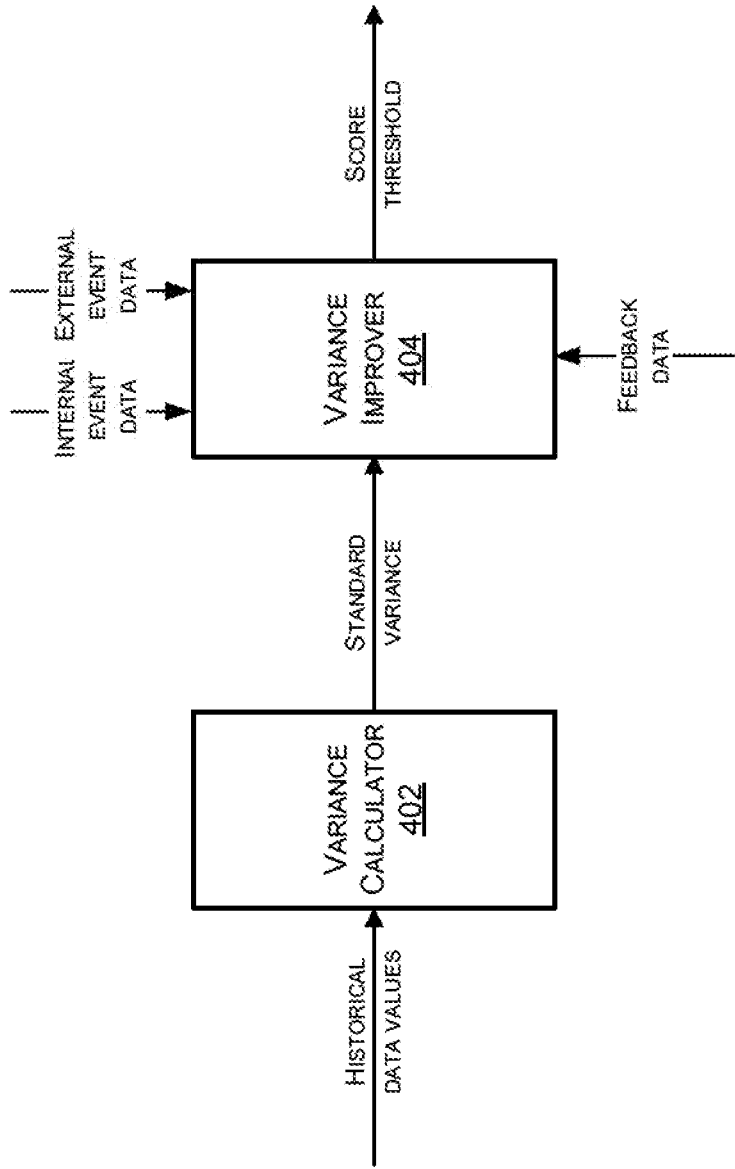 HISTORICAL
DATA VALUES
VARIANCE
CALCULATOR
402
STANDARD
VARIANCE
INTERNAL
EVENT
DATA
EXTERNAL
EVENT
DATA
VARIANCE
IMPROVER
404
FEEDBACK
DATA
SCORE
THRESHOLD